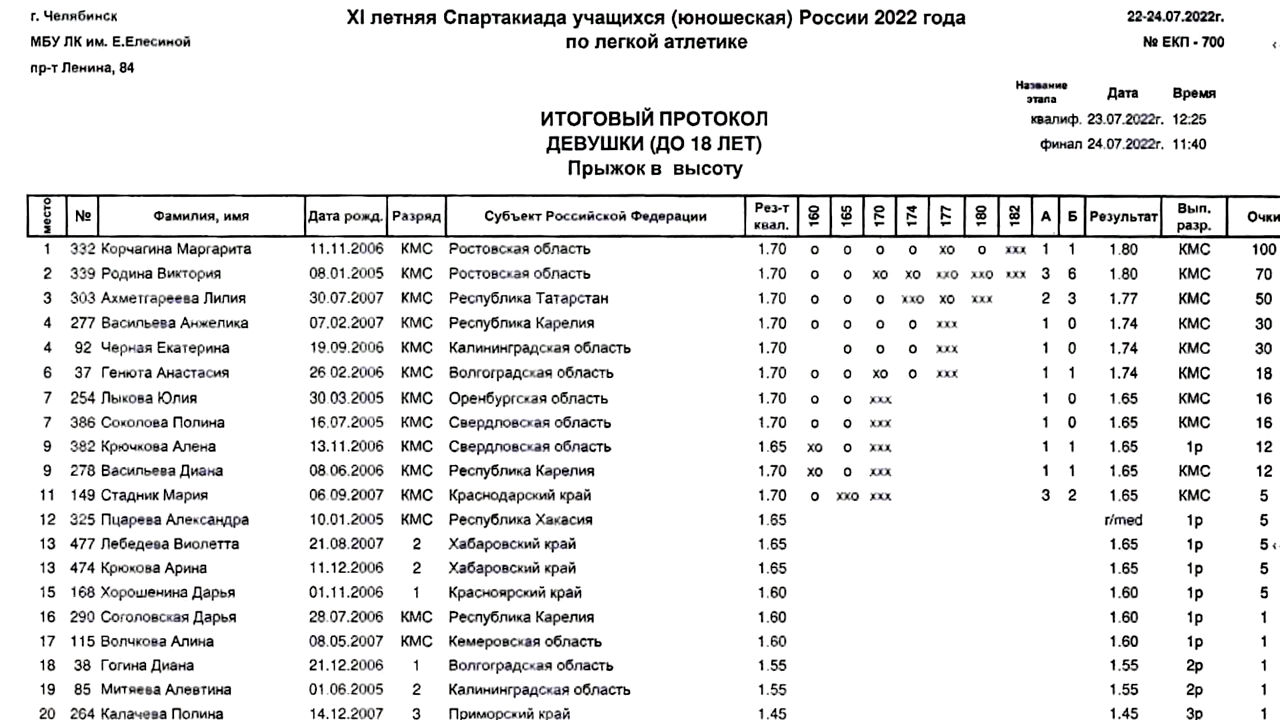 г. Челябинск
МБУ ЛК им. Е.Елесиной
пр-т Ленина, 84
XI летняя Спартакиада учащихся (юношеская) России 2022 года
по легкой атлетике
22-24.07.2022г.
№ ЕКП - 700
Название этапа Дата Время
квалиф. 23.07.2022г. 12:25
финал 24.07.2022г. 11:40
ИТОГОВЫЙ ПРОТОКОЛ
ДЕВУШКИ (ДО 18 ЛЕТ)
Прыжок в высоту
место № Фамилия, имя Дата рожд. Разряд Субъект Российской Федерации Рез-т квал. 160 165 170 174 177 180 182 А Б Результат Вып. разр. Очки
1 332 Корчагина Маргарита 11.11.2006 КМС Ростовская область 1.70 о о о о хо о ххх 1 1 1.80 КМС 100
2 339 Родина Виктория 08.01.2005 КМС Ростовская область 1.70 о о хо хо ххо ххо ххх 3 6 1.80 КМС 70
3 303 Ахметгареева Лилия 30.07.2007 КМС Республика Татарстан 1.70 о о о ххо хо ххх 2 3 1.77 КМС 50
4 277 Васильева Анжелика 07.02.2007 КМС Республика Карелия 1.70 о о о о ххх 1 0 1.74 КМС 30
4 92 Черная Екатерина 19.09.2006 КМС Калининградская область 1.70 о о о ххх 1 0 1.74 КМС 30
6 37 Генюта Анастасия 26.02.2006 КМС Волгоградская область 1.70 о о хо о ххх 1 1 1.74 КМС 18
7 254 Лыкова Юлия 30.03.2005 КМС Оренбургская область 1.70 о о ххх 1 0 1.65 КМС 16
7 386 Соколова Полина 16.07.2005 КМС Свердловская область 1.70 о о ххх 1 0 1.65 КМС 16
9 382 Крючкова Алена 13.11.2006 КМС Свердловская область 1.65 хо о ххх 1 1 1.65 1р 12
9 278 Васильева Диана 08.06.2006 КМС Республика Карелия 1.70 хо о ххх 1 1 1.65 КМС 12
11 149 Стадник Мария 06.09.2007 КМС Краснодарский край 1.70 о ххо ххх 3 2 1.65 КМС 5
12 325 Пцарева Александра 10.01.2005 КМС Республика Хакасия 1.65 r/med 1р 5
13 477 Лебедева Виолетта 21.08.2007 2 Хабаровский край 1.65 1.65 1р 5
13 474 Крюкова Арина 11.12.2006 2 Хабаровский край 1.65 1.65 1р 5
15 168 Хорошенина Дарья 01.11.2006 1 Красноярский край 1.60 1.60 1р 5
16 290 Соголовская Дарья 28.07.2006 КМС Республика Карелия 1.60 1.60 1р 1
17 115 Волчкова Алина 08.05.2007 КМС Кемеровская область 1.60 1.60 1р 1
18 38 Гогина Диана 21.12.2006 1 Волгоградская область 1.55 1.55 2р 1
19 85 Митяева Алевтина 01.06.2005 2 Калининградская область 1.55 1.55 2р 1
20 264 Калачева Полина 14.12.2007 3 Приморский край 1.45 1.45 3р 1